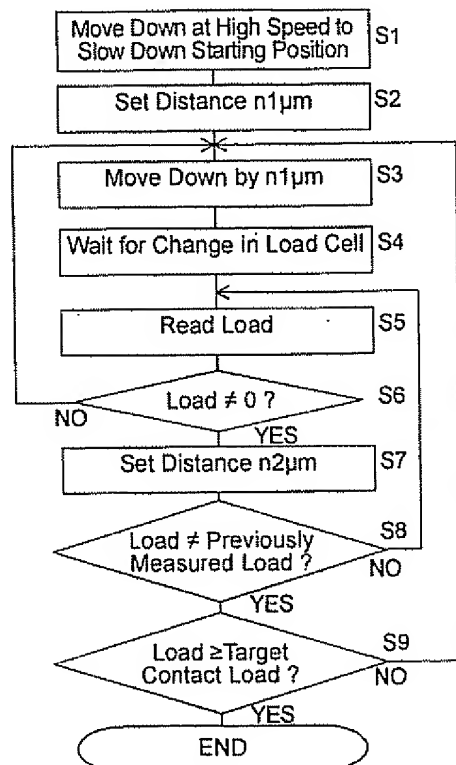 Move Down at High Speed to
Slow Down Starting Position
S1
Set Distance n1µm
S2
Move Down by n1µm
S3
Wait for Change in Load Cell
S4
Read Load
S5
Load ≠ 0 ?
S6
NO
YES
Set Distance n2µm
S7
Load ≠ Previously
Measured Load ?
S8
NO
YES
Load ≥Target
Contact Load ?
S9
NO
YES
END